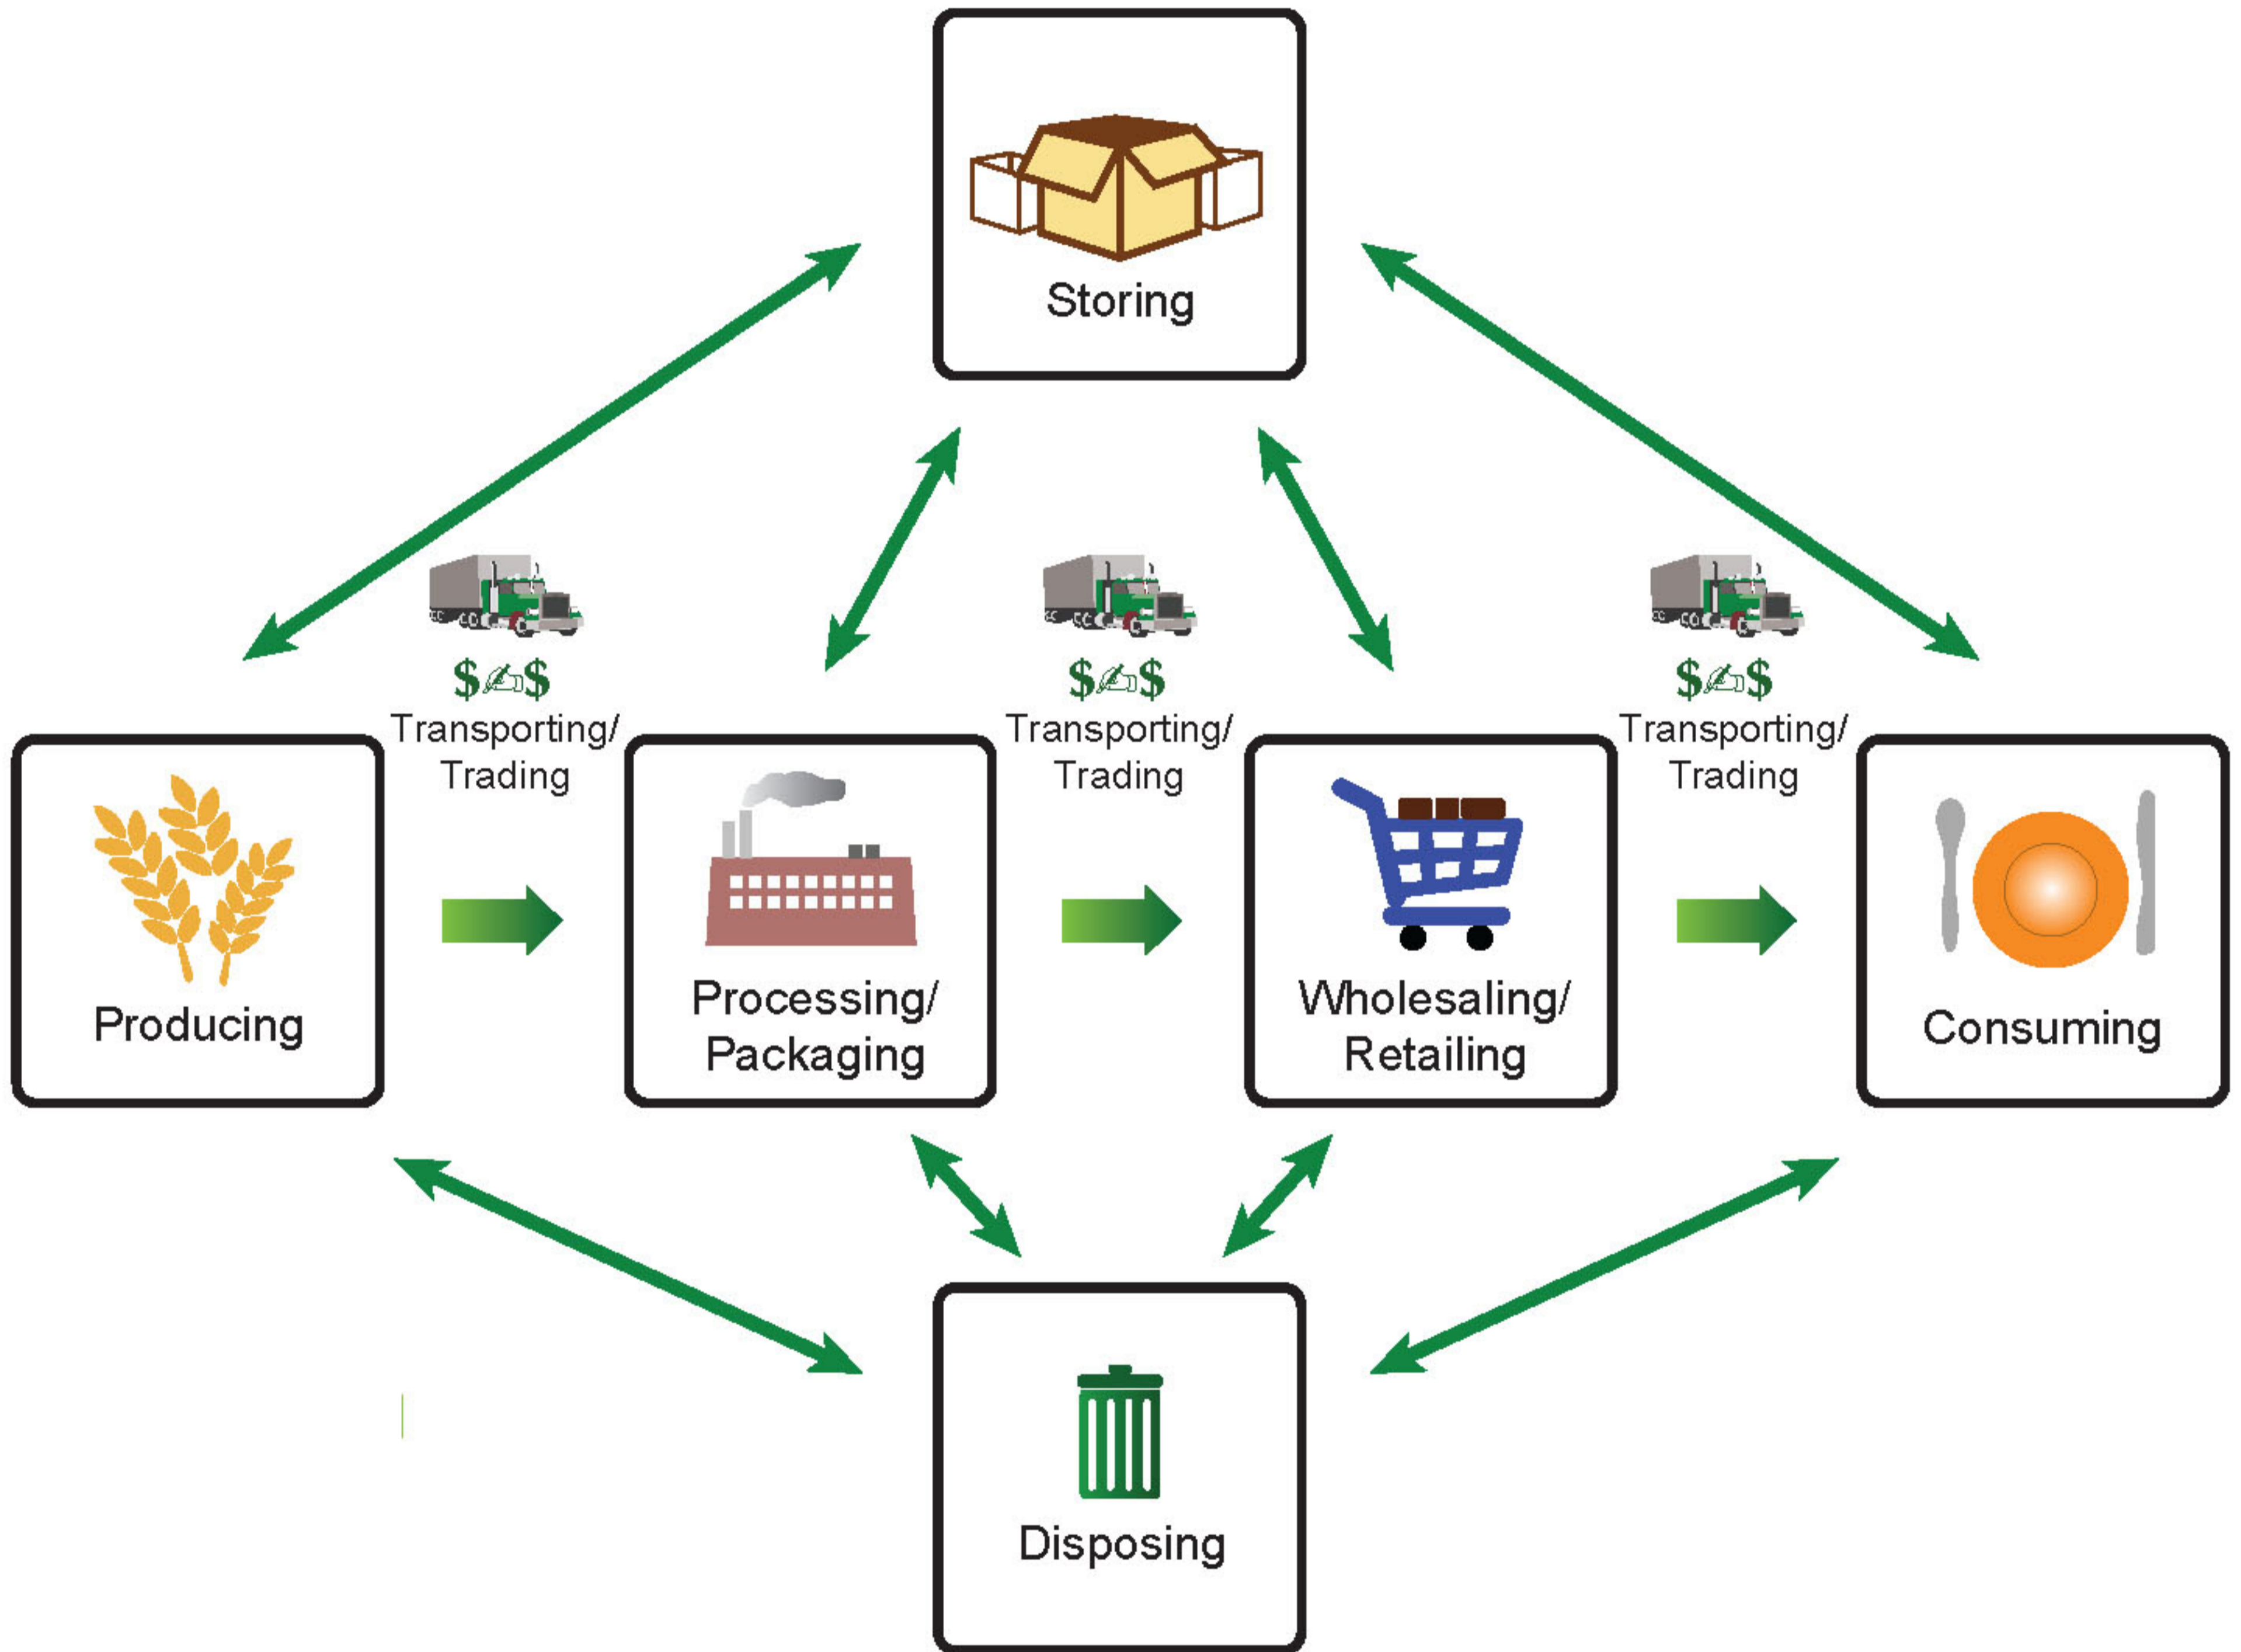 Storing
$✍$
Transporting/
Trading
$✍$
Transporting/
Trading
$✍$
Transporting/
Trading
Producing
Processing/
Packaging
Wholesaling/
Retailing
Consuming
Disposing